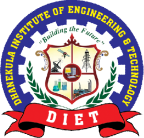 DHANEKULA INSTITUTE OF ENGINEERING & TECHNOLOGY
"Building the Future"
DIET